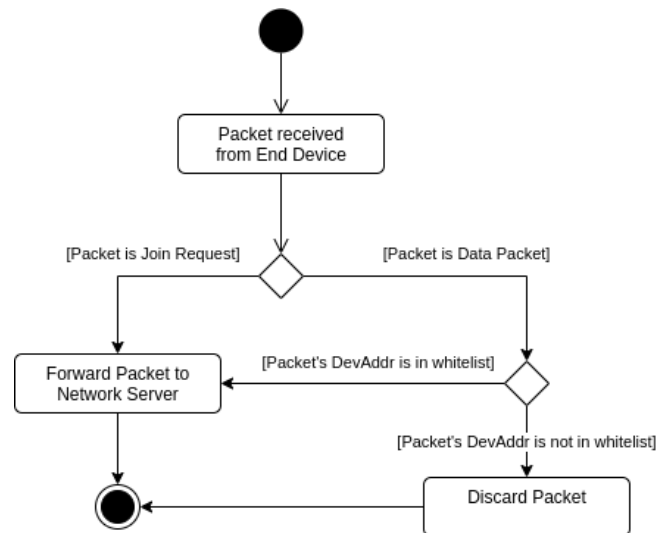 Packet received
from End Device
[Packet is Join Request]
[Packet is Data Packet]
[Packet's DevAddr is in whitelist]
Forward Packet to
Network Server
[Packet's DevAddr is not in whitelist]
Discard Packet